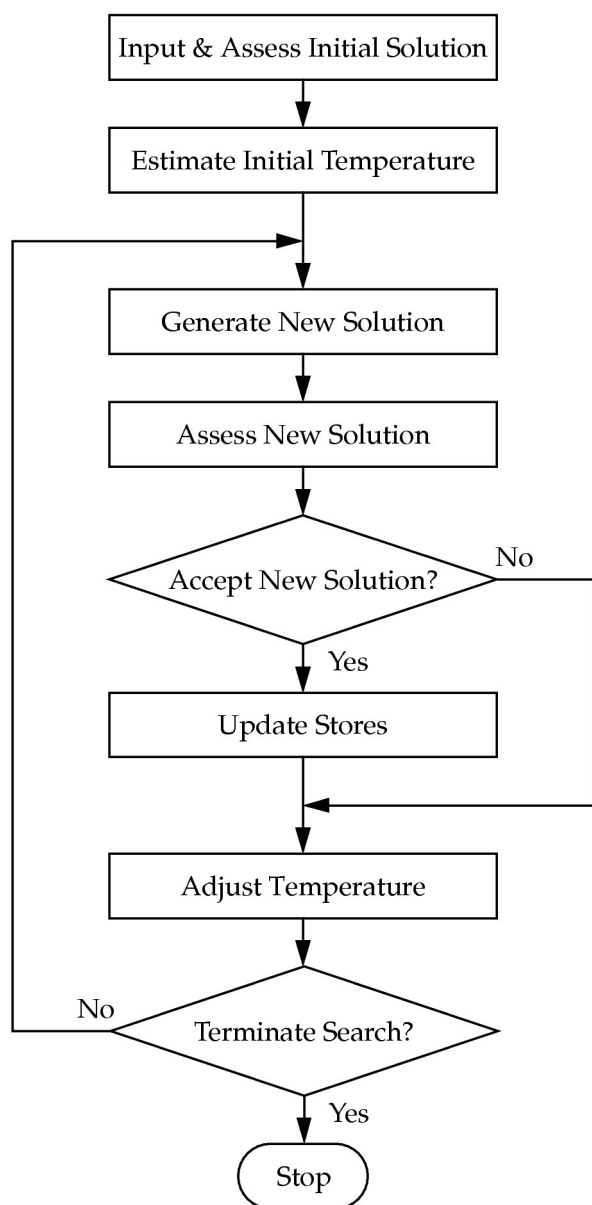 Input & Assess Initial Solution
Estimate Initial Temperature
Generate New Solution
Assess New Solution
Accept New Solution?
No
Yes
Update Stores
Adjust Temperature
No
Terminate Search?
Yes
Stop